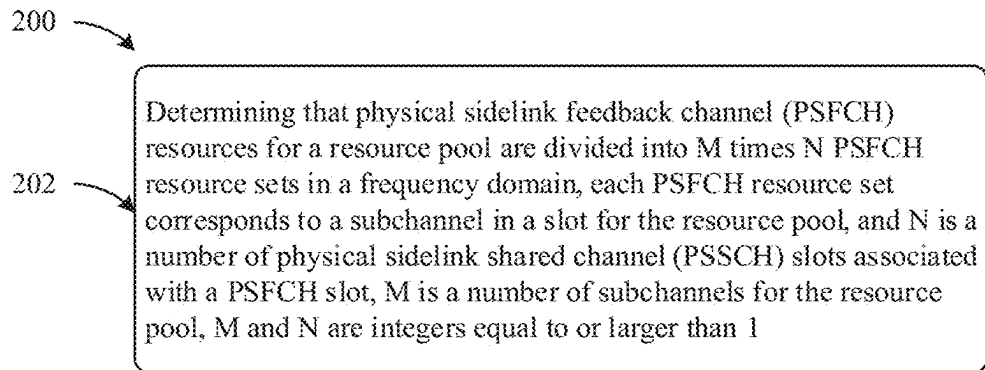 200
Determining that physical sidelink feedback channel (PSFCH)
resources for a resource pool are divided into M times N PSFCH
202
resource sets in a frequency domain, each PSFCH resource set
corresponds to a subchannel in a slot for the resource pool, and N is a
number of physical sidelink shared channel (PSSCH) slots associated
with a PSFCH slot, M is a number of subchannels for the resource
pool, M and N are integers equal to or larger than 1